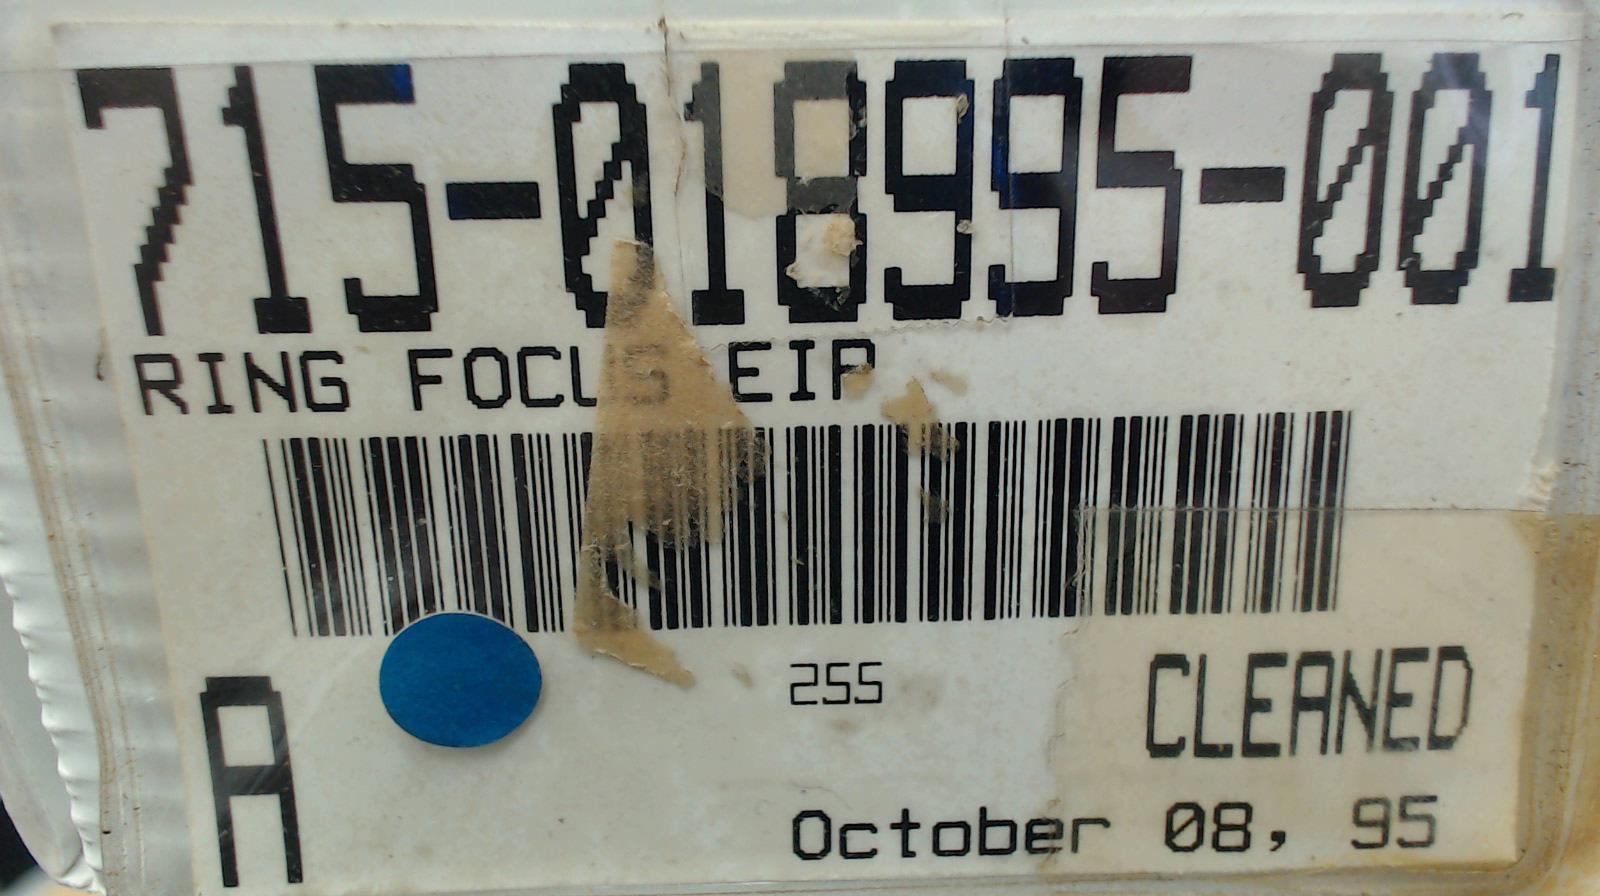 715-018995-001
RING FOCUS EIP
255
CLEANED
A
October 08, 95